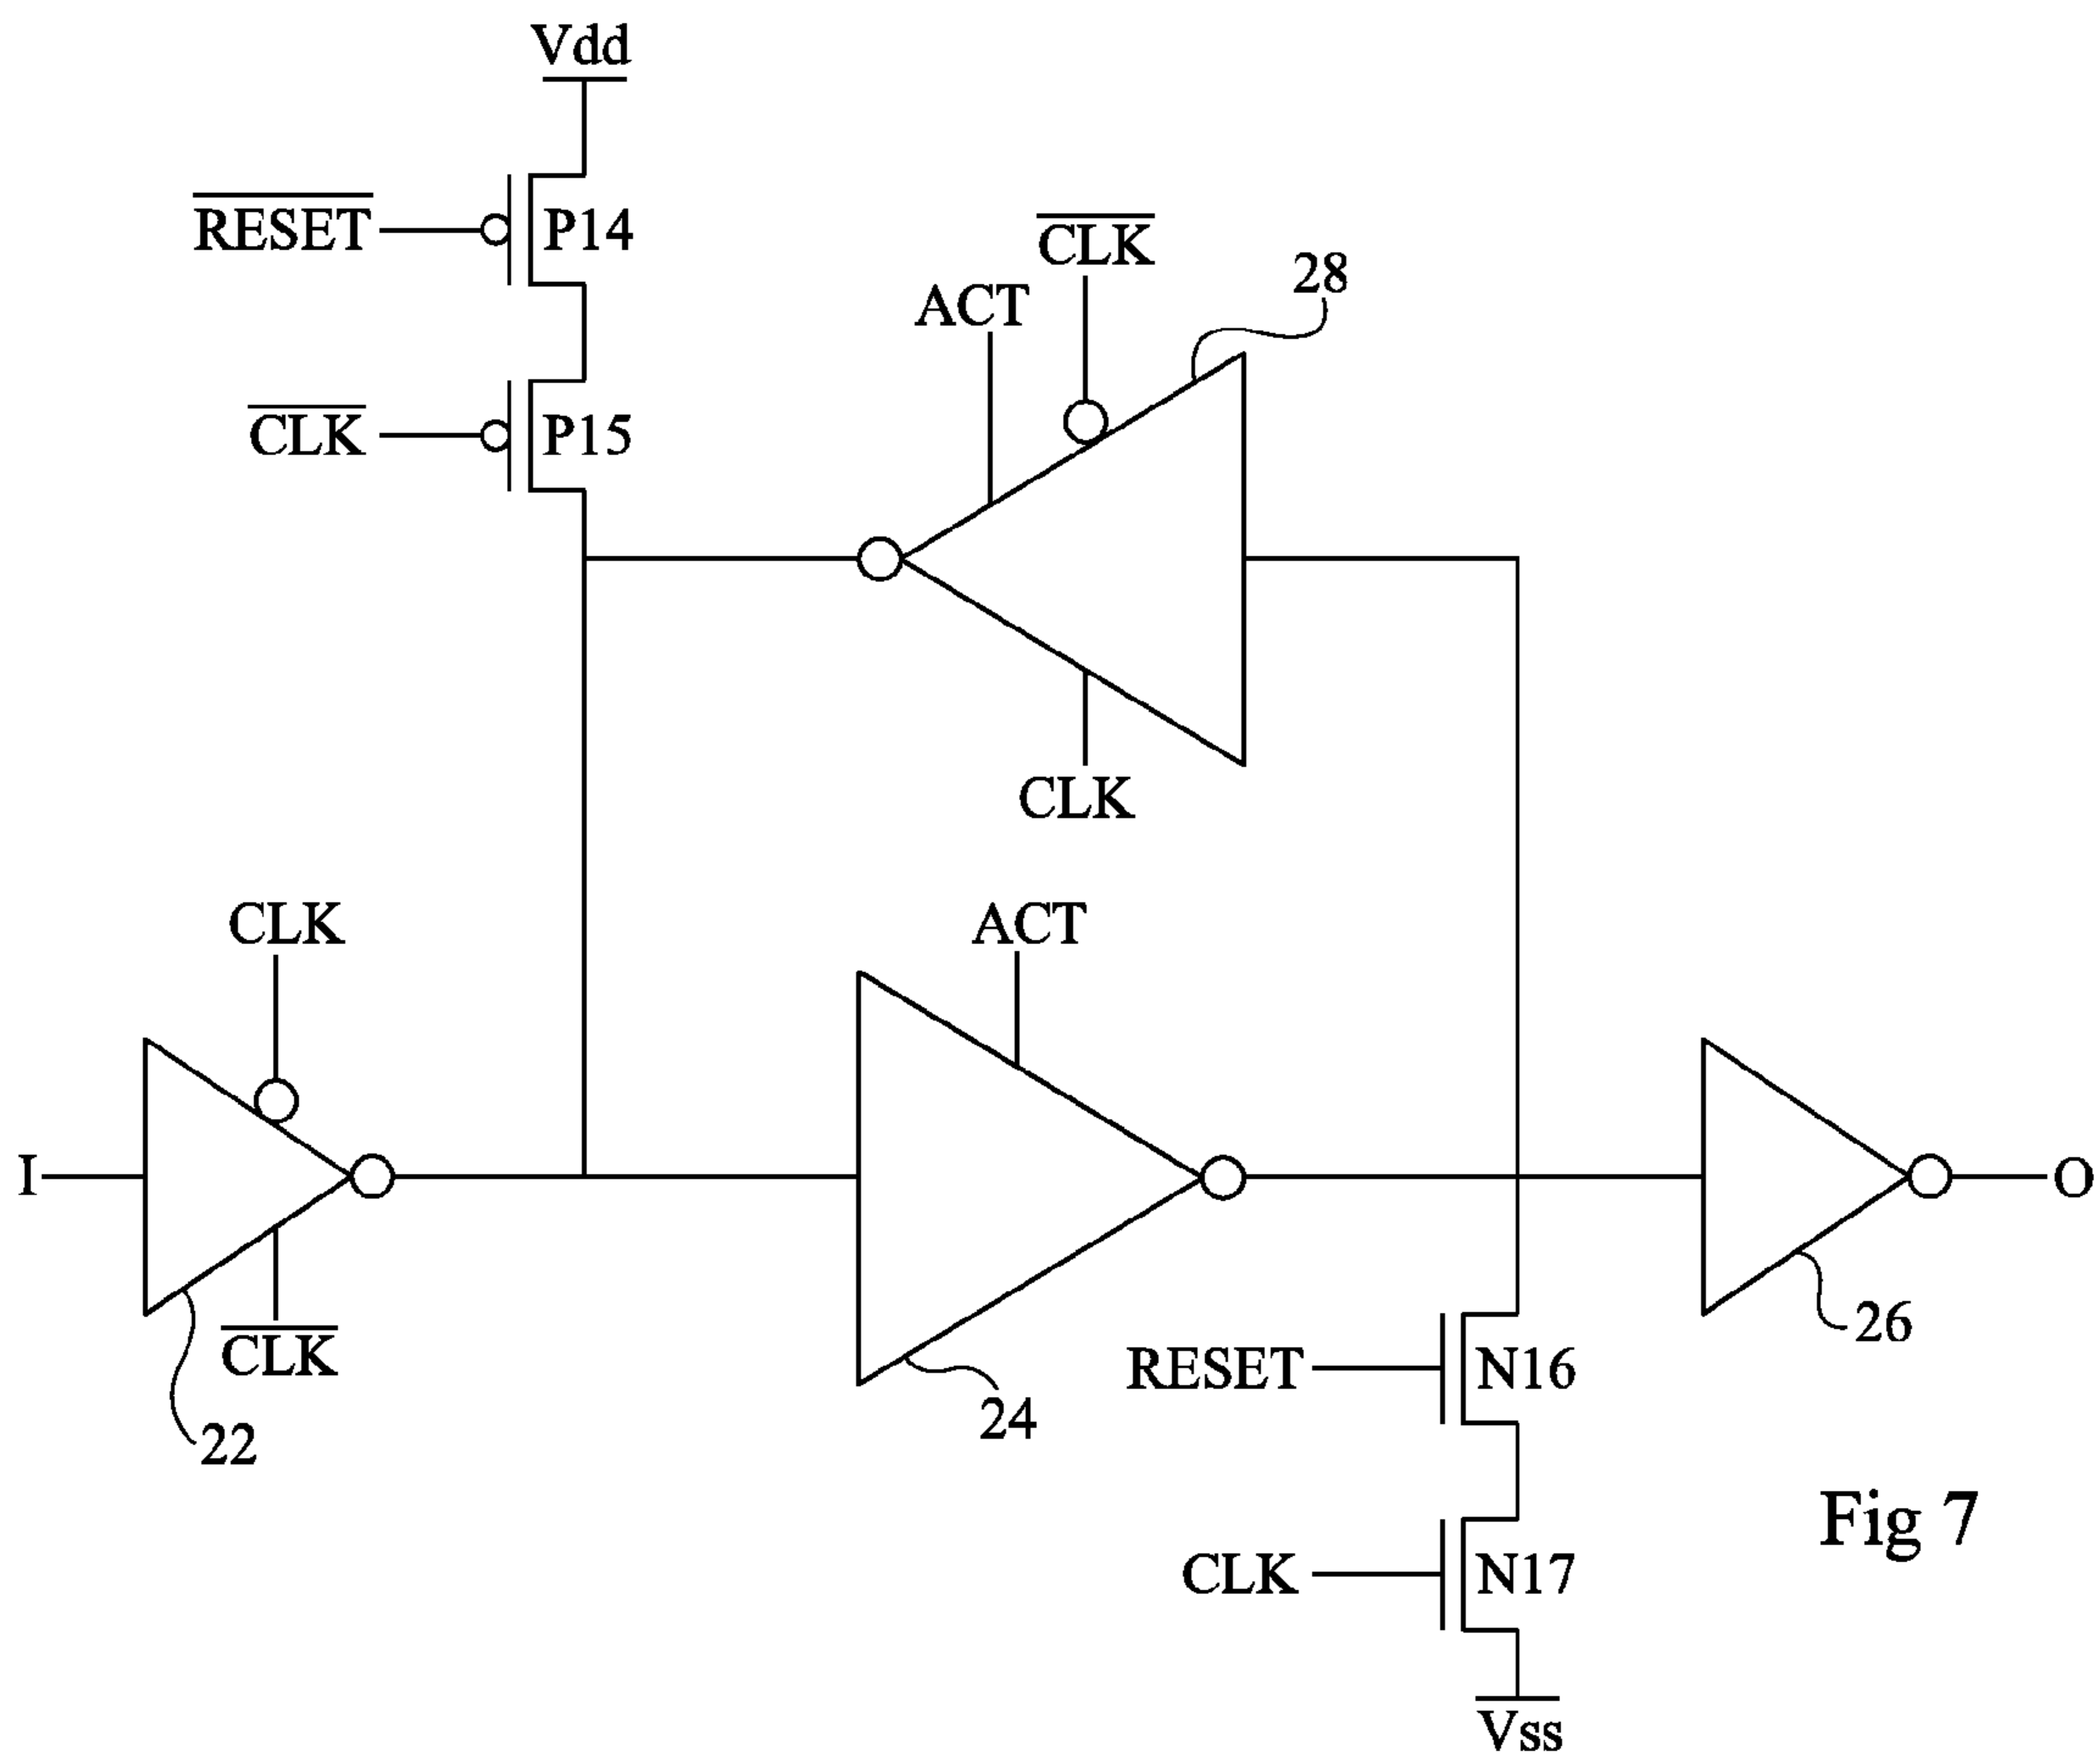 Vdd
RESET
P14
CLK
28
ACT
CLK
P15
CLK
CLK
ACT
I
O
CLK
26
RESET
N16
22
24
Fig 7
CLK
N17
Vss